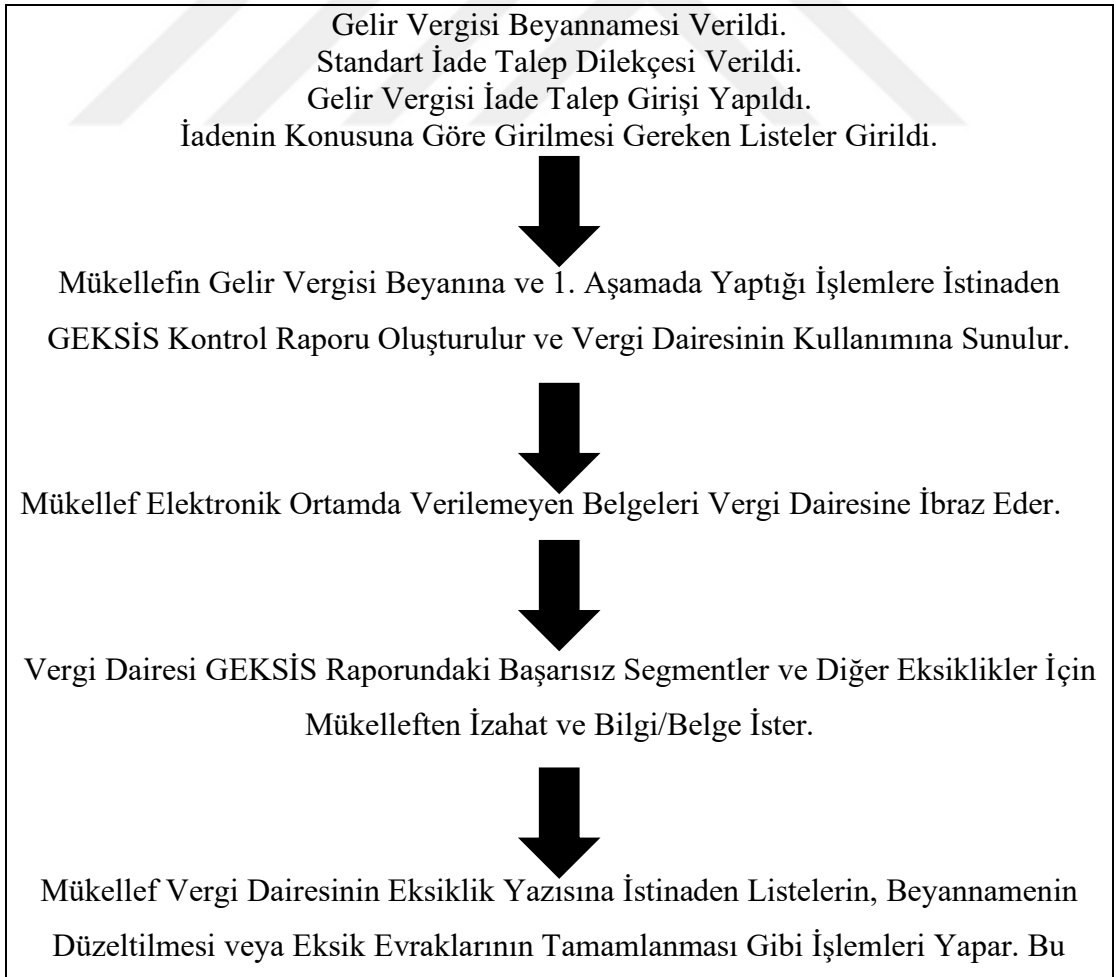 Gelir Vergisi Beyannamesi Verildi.
Standart İade Talep Dilekçesi Verildi.
Gelir Vergisi İade Talep Girişi Yapıldı.
İadenin Konusuna Göre Girilmesi Gereken Listeler Girildi.
Mükellefin Gelir Vergisi Beyanına ve 1. Aşamada Yaptığı İşlemlere İstinaden
GEKSİS Kontrol Raporu Oluşturulur ve Vergi Dairesinin Kullanımına Sunulur.
Mükellef Elektronik Ortamda Verilemeyen Belgeleri Vergi Dairesine İbraz Eder.
Vergi Dairesi GEKSİS Raporundaki Başarısız Segmentler ve Diğer Eksiklikler İçin
Mükelleften İzahat ve Bilgi/Belge İster.
Mükellef Vergi Dairesinin Eksiklik Yazısına İstinaden Listelerin, Beyannamenin
Düzeltilmesi veya Eksik Evraklarının Tamamlanması Gibi İşlemleri Yapar. Bu